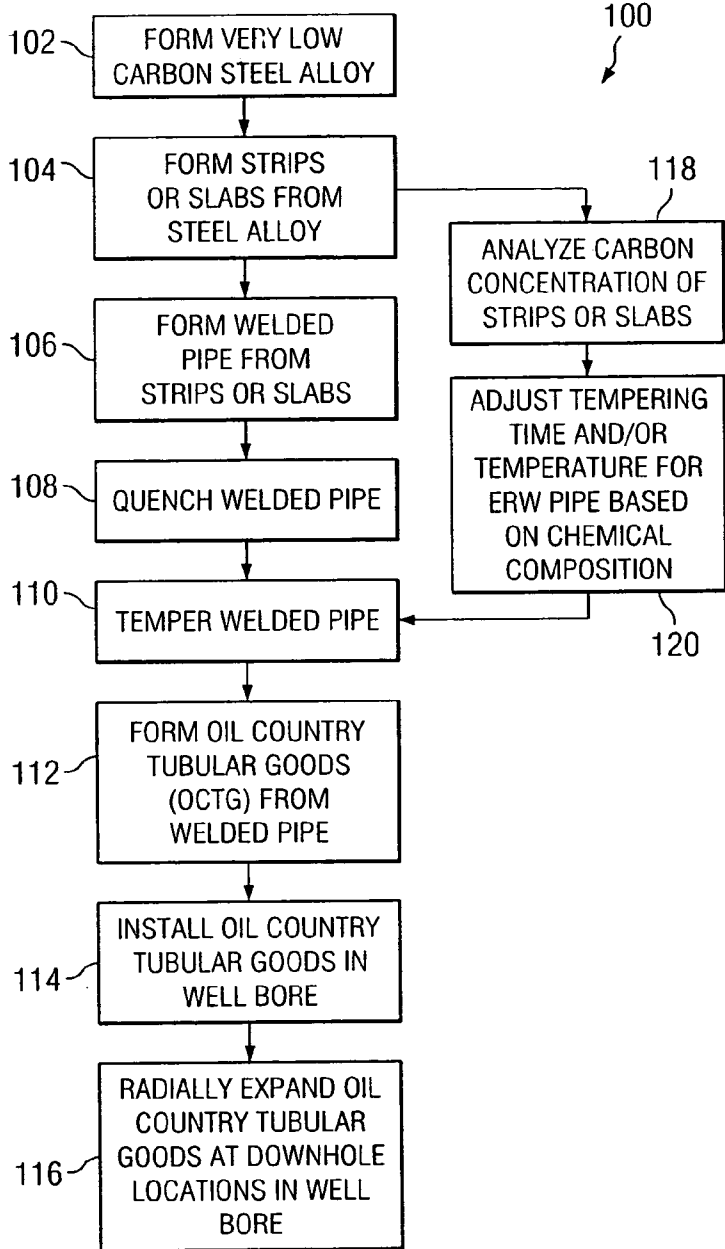 100
102
FORM VERY LOW
CARBON STEEL ALLOY
104
FORM STRIPS
OR SLABS FROM
STEEL ALLOY
118
ANALYZE CARBON
CONCENTRATION OF
STRIPS OR SLABS
106
FORM WELDED
PIPE FROM
STRIPS OR SLABS
ADJUST TEMPERING
TIME AND/OR
TEMPERATURE FOR
ERW PIPE BASED
ON CHEMICAL
COMPOSITION
120
108
QUENCH WELDED PIPE
110
TEMPER WELDED PIPE
112
FORM OIL COUNTRY
TUBULAR GOODS
(OCTG) FROM
WELDED PIPE
114
INSTALL OIL COUNTRY
TUBULAR GOODS IN
WELL BORE
116
RADIALLY EXPAND OIL
COUNTRY TUBULAR
GOODS AT DOWNHOLE
LOCATIONS IN WELL
BORE